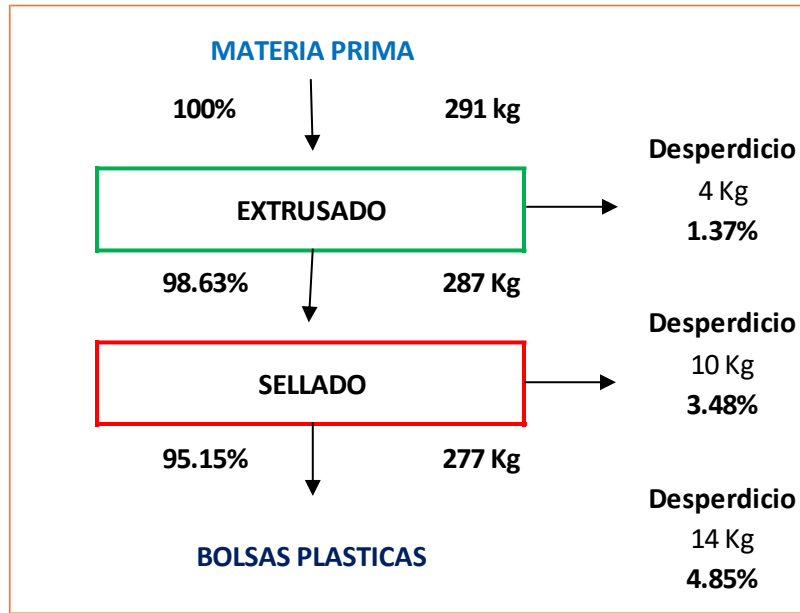 MATERIA PRIMA
100% 291 kg
Desperdicio
4 Kg
1.37%
EXTRUSADO
98.63% 287 Kg
Desperdicio
10 Kg
3.48%
SELLADO
95.15% 277 Kg
Desperdicio
14 Kg
4.85%
BOLSAS PLASTICAS